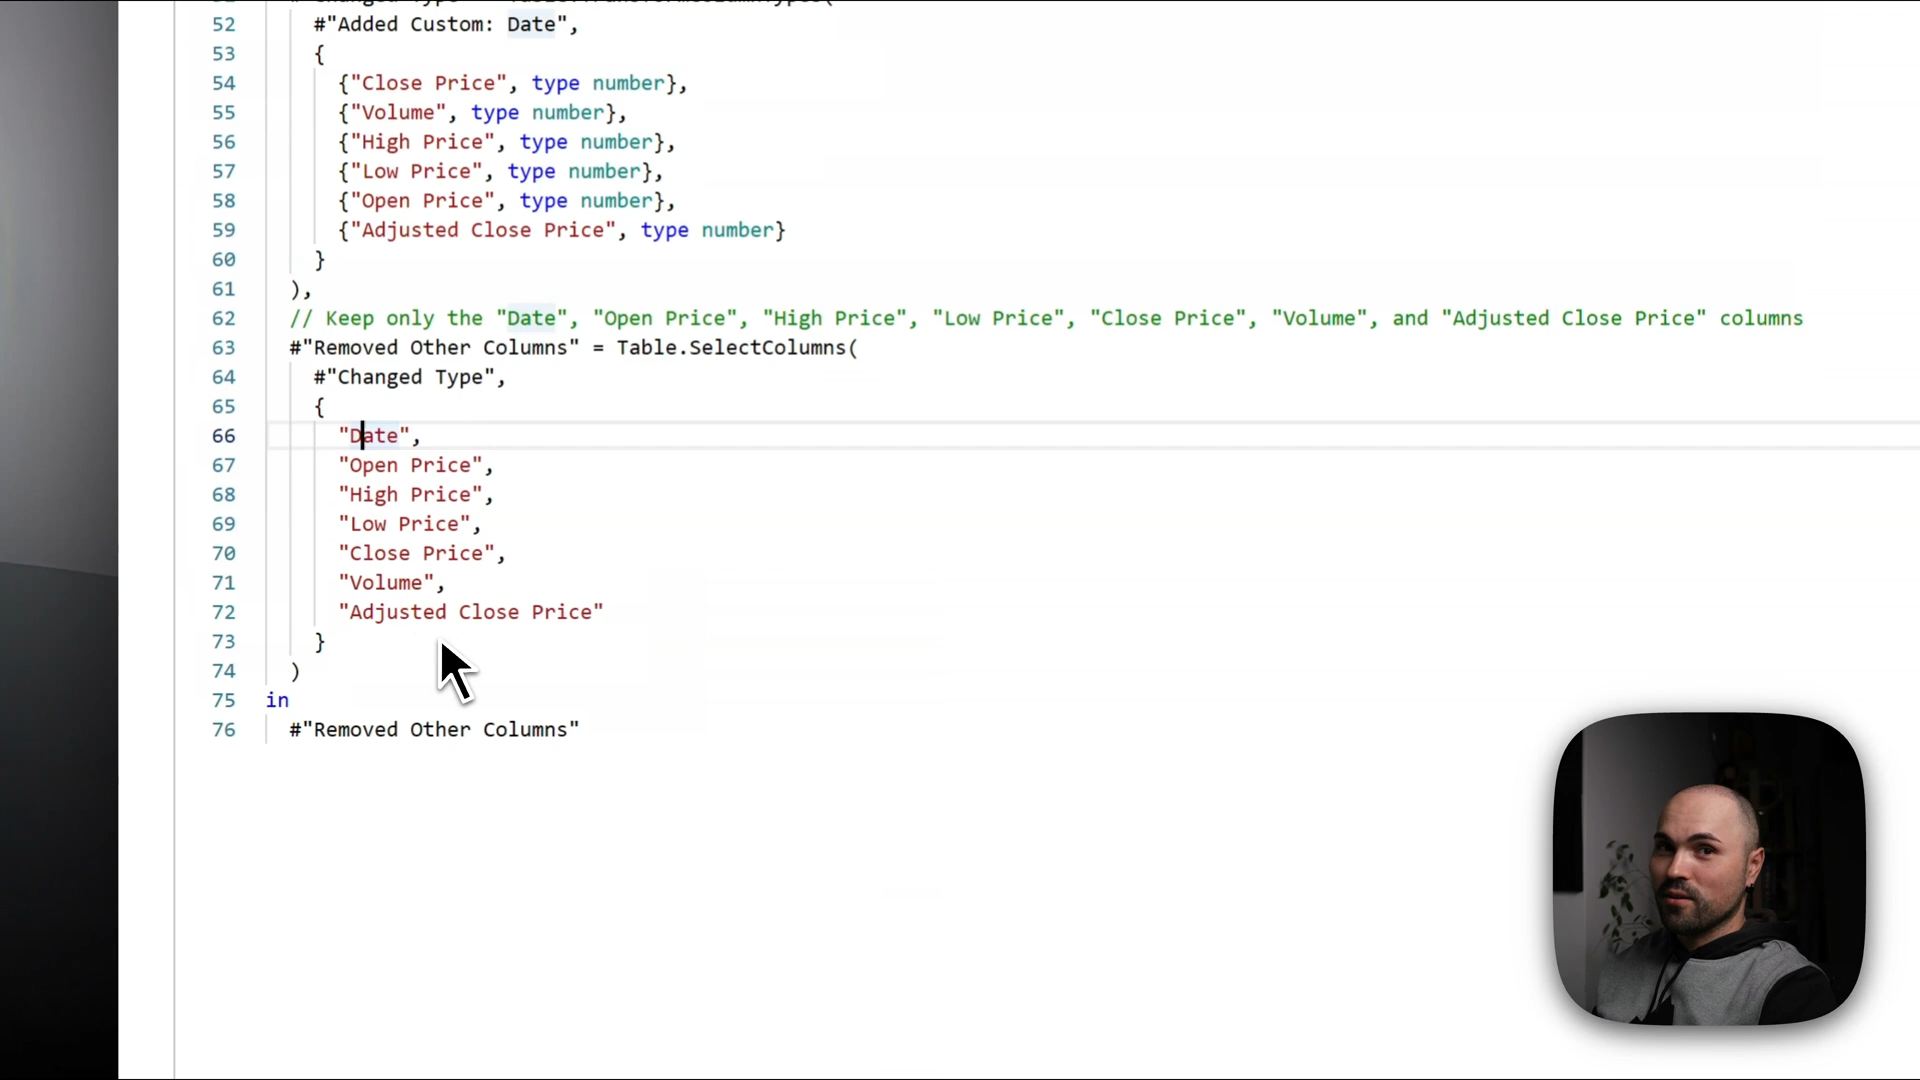 52 #"Added Custom: Date",
53 {
54 {"Close Price", type number},
55 {"Volume", type number},
56 {"High Price", type number},
57 {"Low Price", type number},
58 {"Open Price", type number},
59 {"Adjusted Close Price", type number}
60 }
61 ),
62 // Keep only the "Date", "Open Price", "High Price", "Low Price", "Close Price", "Volume", and "Adjusted Close Price" columns
63 #"Removed Other Columns" = Table.SelectColumns(
64 #"Changed Type",
65 {
66 "Date",
67 "Open Price",
68 "High Price",
69 "Low Price",
70 "Close Price",
71 "Volume",
72 "Adjusted Close Price"
73 }
74 )
75 in
76 #"Removed Other Columns"